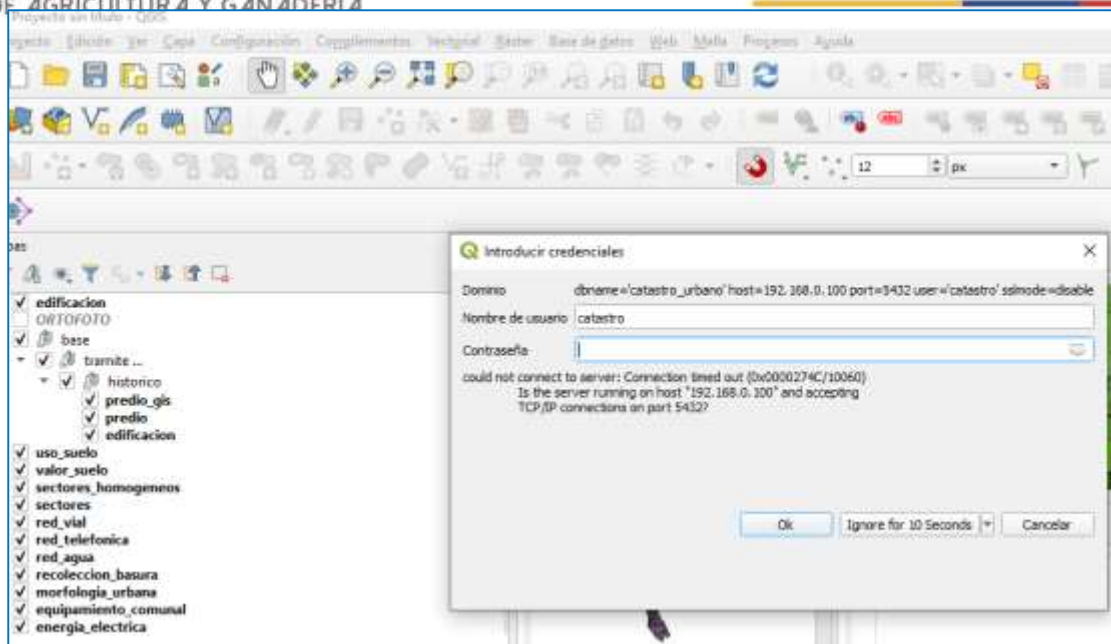 DE AGRICULTURA Y GANADERÍA
Proyecto sin título - QGIS
Edición Ver Capa Configuración Complementos Vectorial Ráster Base de datos Web Malla Procesos Ayuda
12 px
Introducir credenciales
Dominio dbname='catastro_urbano' host=192.168.0.100 port=5432 user='catastro' sslmode=disable
Nombre de usuario catastro
Contraseña
could not connect to server: Connection timed out (0x0000274C/10060)
Is the server running on host "192.168.0.100" and accepting
TCP/IP connections on port 5432?
Ok Ignore for 10 Seconds Cancelar
edificacion
ORTOFOTO
base
tramite ...
historico
predio_gis
predio
edificacion
uso_suelo
valor_suelo
sectores_homogeneos
sectores
red_vial
red_telefonica
red_agua
recoleccion_basura
morfologia_urbana
equipamiento_comunal
energia_electrica